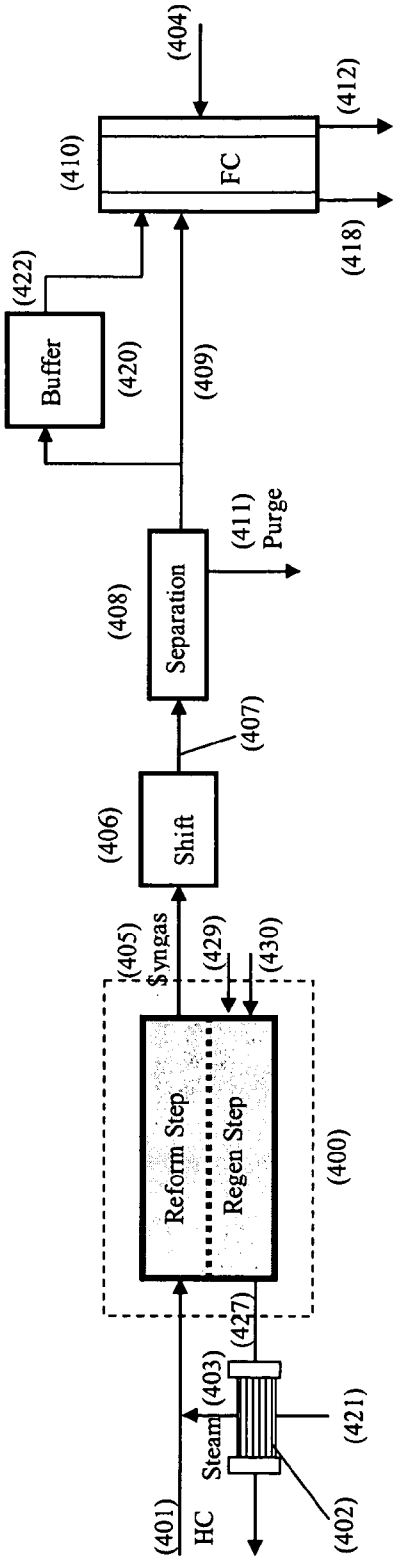 (401)
HC
Steam
(403)
(402)
(421)
(427)
Reform Step
Regen Step
(400)
(405)
Syngas
(429)
(430)
(406)
Shift
(407)
(408)
Separation
(411)
Purge
(409)
Buffer
(420)
(422)
(410)
FC
(404)
(418)
(412)